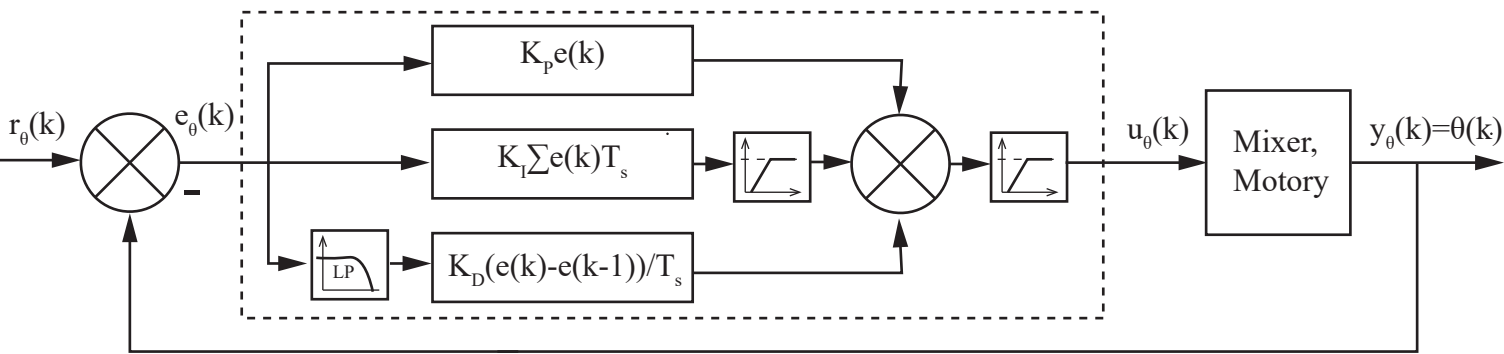 K_P e(k)
r_θ(k)
e_θ(k)
K_I∑e(k)T_s
u_θ(k)
Mixer,
Motory
y_θ(k)=θ(k)
-
LP
K_D(e(k)-e(k-1))/T_s